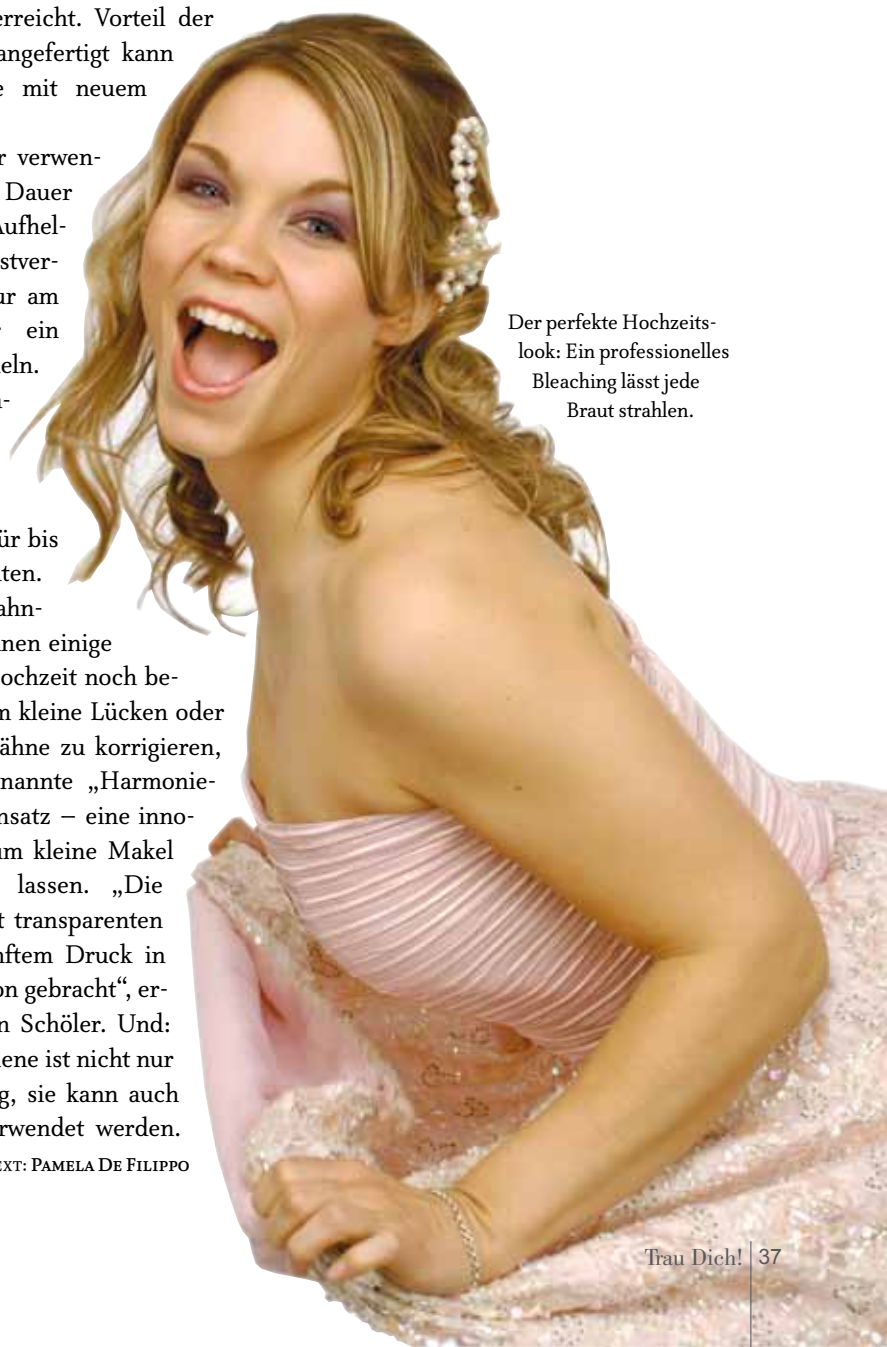 erreicht. Vorteil der
angefertigt kann
mit neuem
verwen-
Dauer
Aufhel-
ur am
ein
eln.
ür bis
ten.
ahn-
nen einige
ochzeit noch be-
m kleine Lücken oder
ähne zu korrigieren,
nannte „Harmonie-
nsatz – eine inno-
um kleine Makel
lassen. „Die
t transparenten
nftem Druck in
on gebracht“, er-
n Schöler. Und:
iene ist nicht nur
g, sie kann auch
rwendet werden.
EXT: PAMELA DE FILIPPO
Der perfekte Hochzeits-
look: Ein professionelles
Bleaching lässt jede
Braut strahlen.
Trau Dich! 37